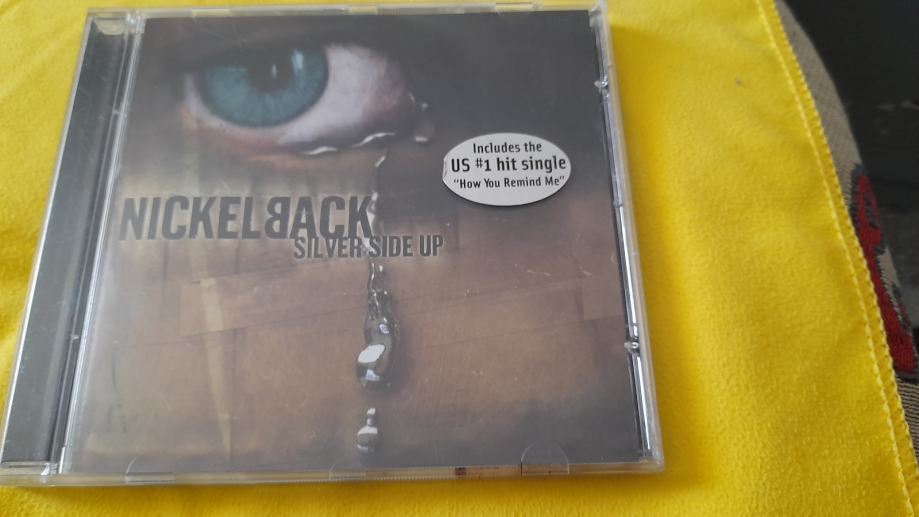 Includes the
US #1 hit single
"How You Remind Me"
NICKELBACK
SILVER SIDE UP